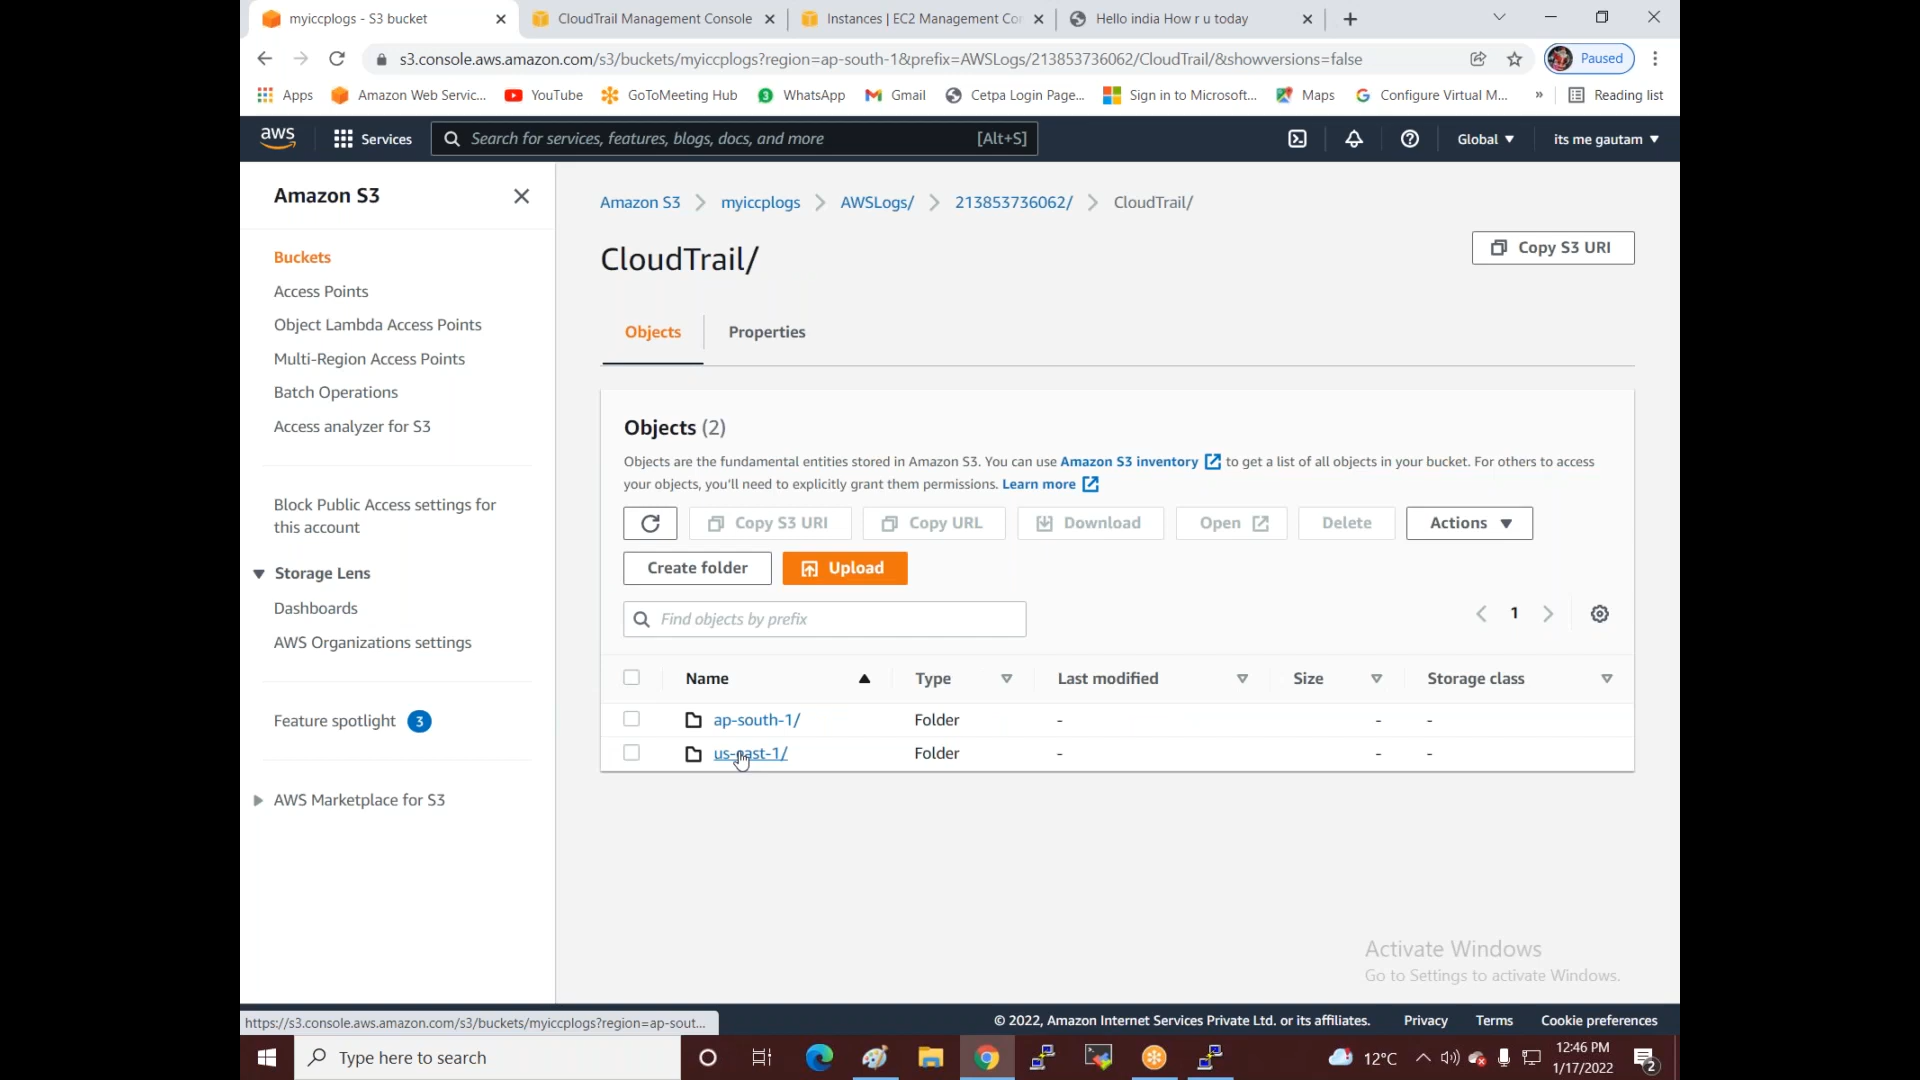 myiccplogs - S3 bucket
CloudTrail Management Console
Instances | EC2 Management Co
Hello india How r u today
s3.console.aws.amazon.com/s3/buckets/myiccplogs?region=ap-south-1&prefix=AWSLogs/213853736062/CloudTrail/&showversions=false
Paused
Apps
Amazon Web Servic...
YouTube
GoToMeeting Hub
3
WhatsApp
Gmail
Cetpa Login Page...
Sign in to Microsoft...
Maps
Configure Virtual M...
»
Reading list
aws
Services
Search for services, features, blogs, docs, and more
[Alt+S]
Global
its me gautam
Amazon S3
Buckets
Access Points
Object Lambda Access Points
Multi-Region Access Points
Batch Operations
Access analyzer for S3
Block Public Access settings for
this account
Storage Lens
Dashboards
AWS Organizations settings
Feature spotlight 3
AWS Marketplace for S3
Amazon S3 > myiccplogs > AWSLogs/ > 213853736062/ > CloudTrail/
CloudTrail/
Copy S3 URI
Objects
Properties
Objects (2)
Objects are the fundamental entities stored in Amazon S3. You can use Amazon S3 inventory to get a list of all objects in your bucket. For others to access
your objects, you'll need to explicitly grant them permissions. Learn more
Copy S3 URI
Copy URL
Download
Open
Delete
Actions
Create folder
Upload
Find objects by prefix
1
Name Type Last modified Size Storage class
ap-south-1/ Folder - - -
us-east-1/ Folder - - -
Activate Windows
Go to Settings to activate Windows.
https://s3.console.aws.amazon.com/s3/buckets/myiccplogs?region=ap-sout...
© 2022, Amazon Internet Services Private Ltd. or its affiliates.
Privacy
Terms
Cookie preferences
Type here to search
12°C
12:46 PM
1/17/2022
2